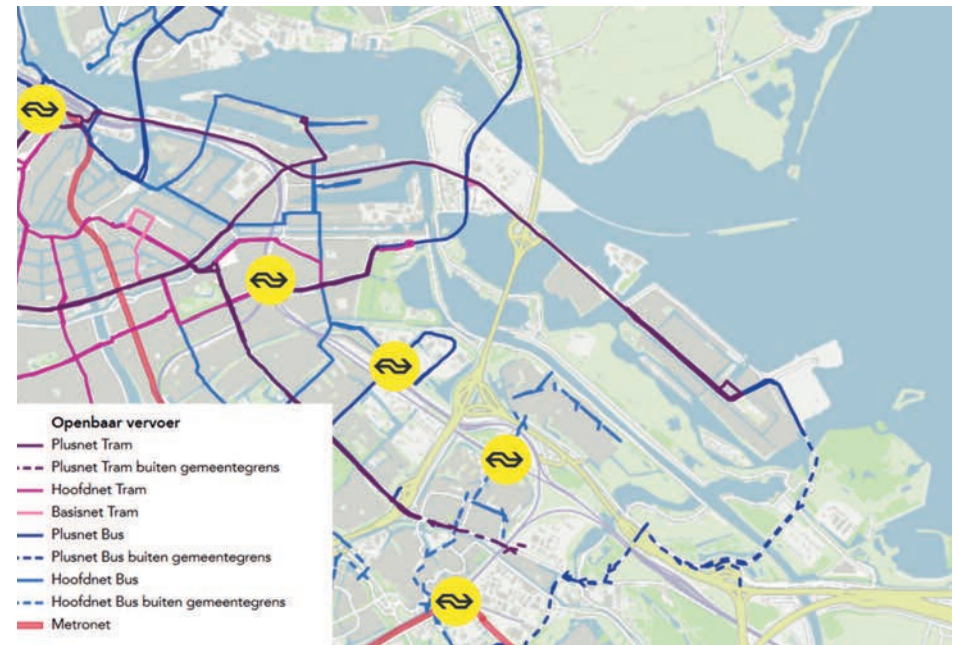 Openbaar vervoer
Plusnet Tram
Plusnet Tram buiten gemeentegrens
Hoofdnet Tram
Basisnet Tram
Plusnet Bus
Plusnet Bus buiten gemeentegrens
Hoofdnet Bus
Hoofdnet Bus buiten gemeentegrens
Metronet